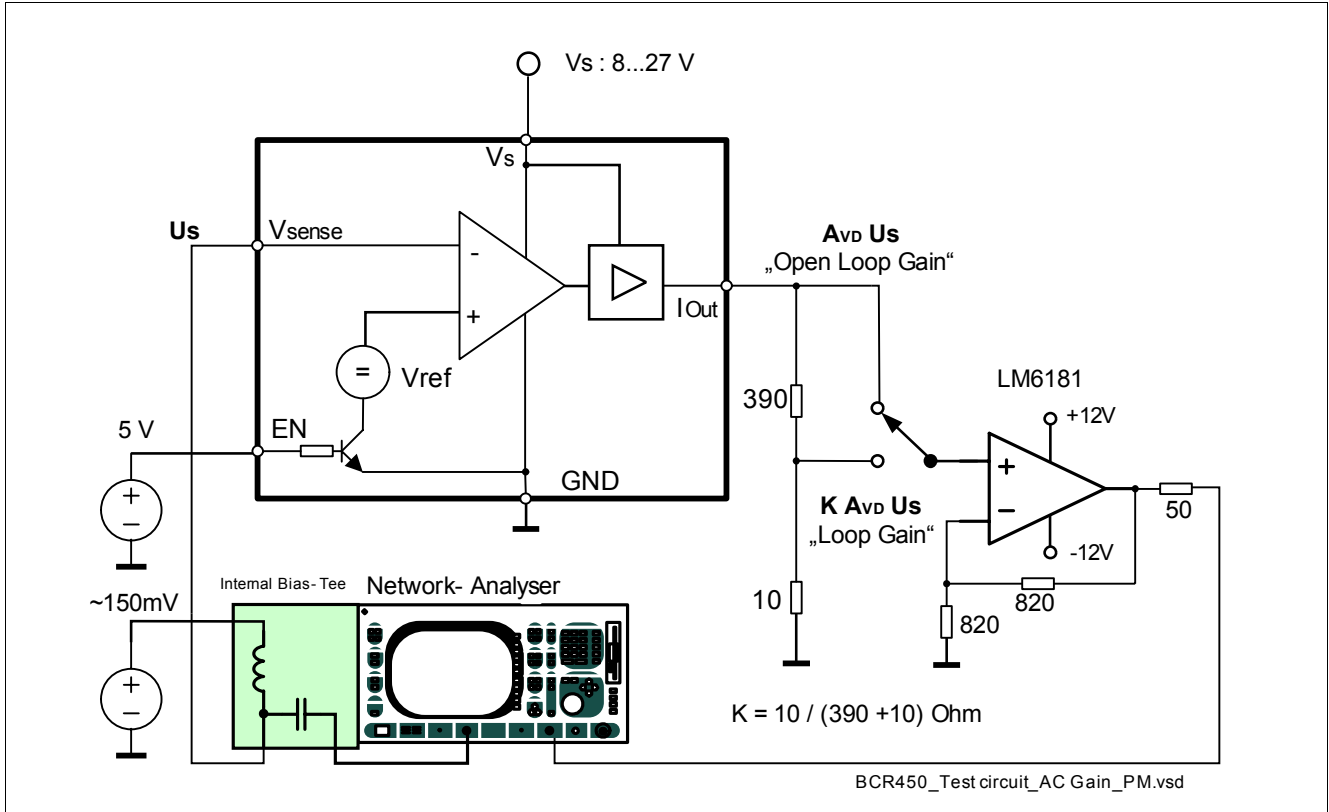 Vs : 8...27 V
Vs
Us
Vsense
-
+
=
Vref
IOut
AVD Us
„Open Loop Gain“
390
LM6181
+12V
5 V
+
−
EN
GND
+
−
K AVD Us
„Loop Gain“
50
-12V
820
820
10
Internal Bias- Tee
Network- Analyser
~150mV
+
−
K = 10 / (390 +10) Ohm
BCR450_Test circuit_AC Gain_PM.vsd